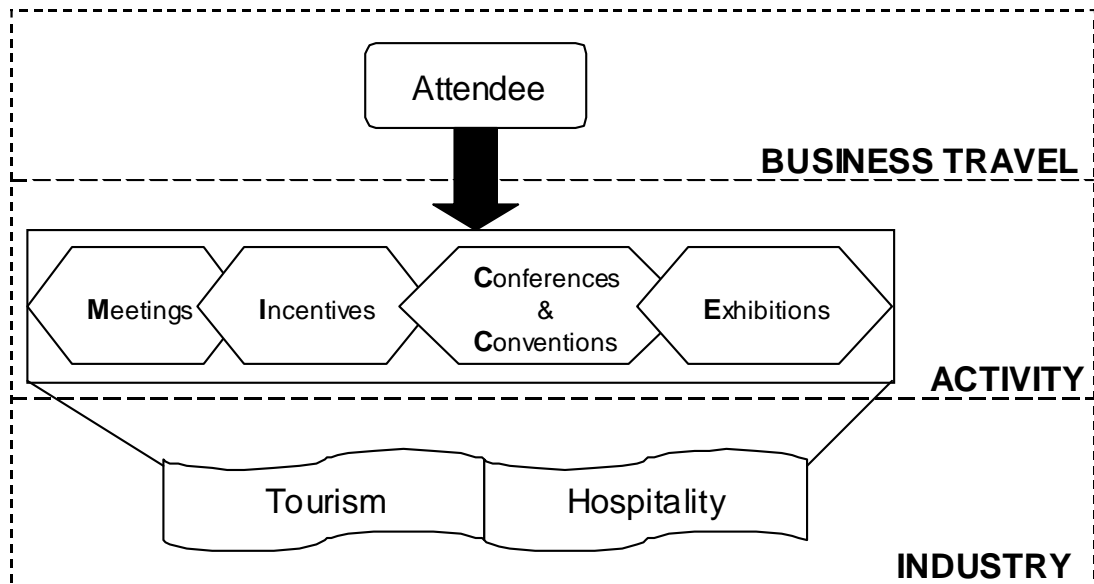 Attendee
BUSINESS TRAVEL
Meetings
Incentives
Conferences
&
Conventions
Exhibitions
ACTIVITY
Tourism
Hospitality
INDUSTRY